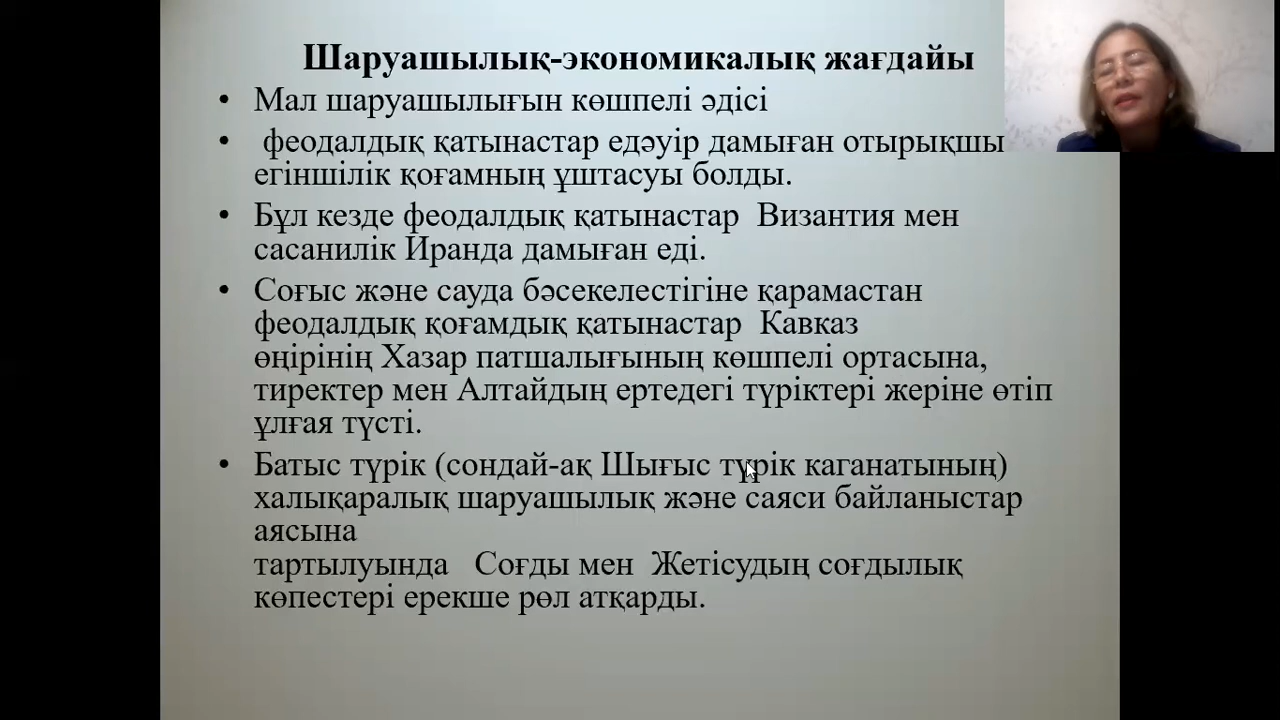 Шаруашылық-экономикалық жағдайы
• Мал шаруашылығын көшпелі әдісі
• феодалдық қатынастар едәуір дамыған отырықшы
егіншілік қоғамның ұштасуы болды.
• Бұл кезде феодалдық қатынастар Византия мен
сасанилік Иранда дамыған еді.
• Соғыс және сауда бәсекелестігіне қарамастан
феодалдық қоғамдық қатынастар Кавказ
өңірінің Хазар патшалығының көшпелі ортасына,
тиректер мен Алтайдың ертедегі түріктері жеріне өтіп
ұлғая түсті.
• Батыс түрік (сондай-ақ Шығыс түрік каганатының)
халықаралық шаруашылық және саяси байланыстар
аясына
тартылуында Соғды мен Жетісудың соғдылық
көпестері ерекше рөл атқарды.